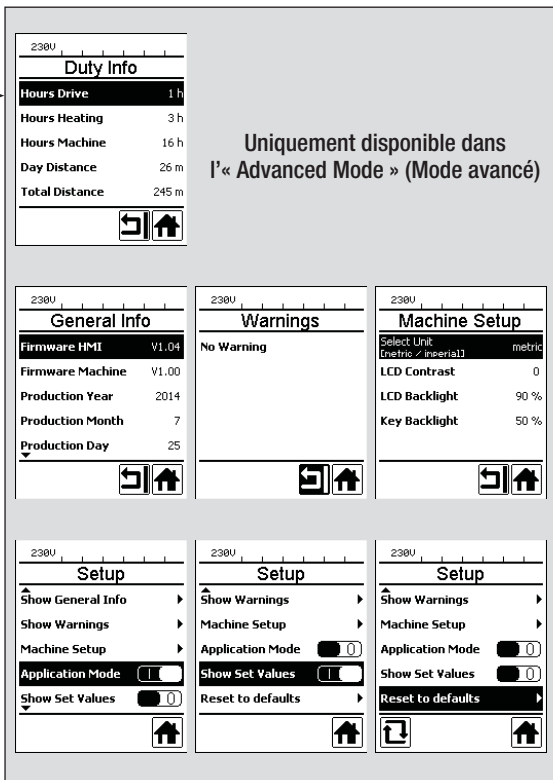 230V
Duty Info
Hours Drive 1 h
Hours Heating 3 h
Hours Machine 16 h
Day Distance 26 m
Total Distance 245 m
Uniquement disponible dans
l'« Advanced Mode » (Mode avancé)
230V
General Info
Firmware HMI V1.04
Firmware Machine V1.00
Production Year 2014
Production Month 7
Production Day 25
230V
Warnings
No Warning
230V
Machine Setup
Select Unit
[metric / inperial] metric
LCD Contrast 0
LCD Backlight 90 %
Key Backlight 50 %
230V
Setup
Show General Info
Show Warnings
Machine Setup
Application Mode I
Show Set Values 0
230V
Setup
Show Warnings
Machine Setup
Application Mode 0
Show Set Values I
Reset to defaults
230V
Setup
Show Warnings
Machine Setup
Application Mode 0
Show Set Values 0
Reset to defaults